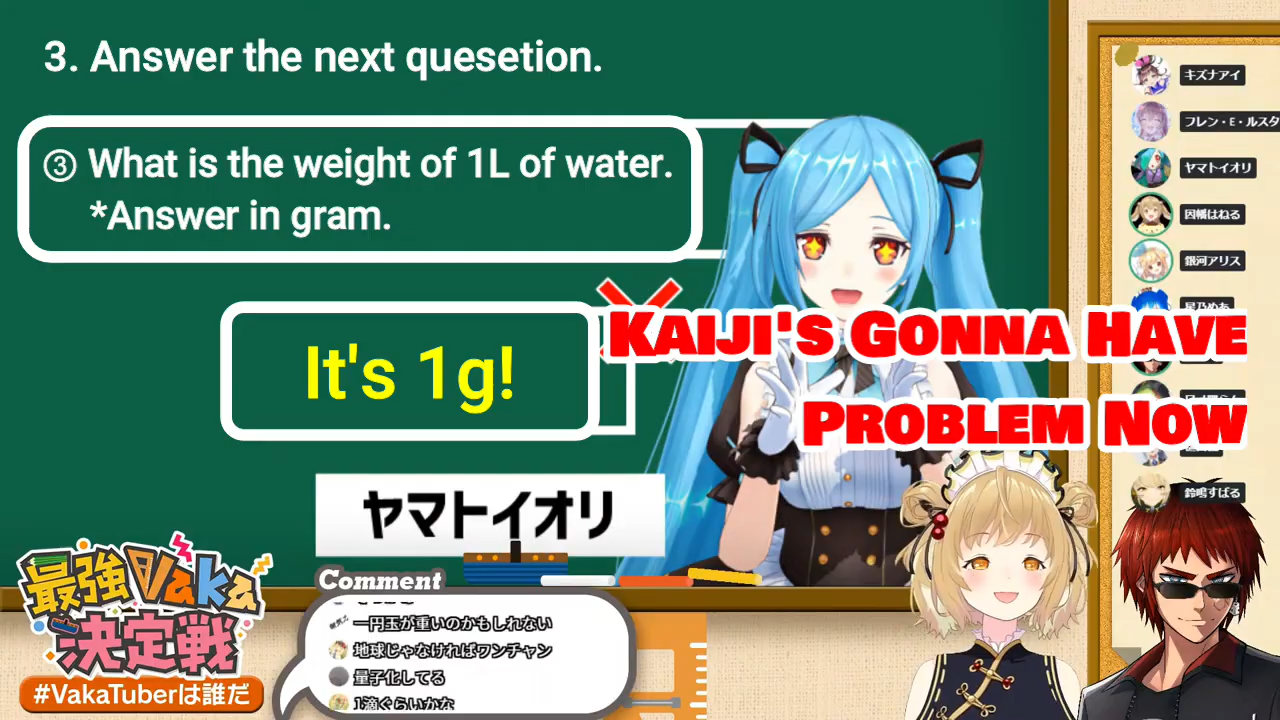 3. Answer the next quesetion.
③ What is the weight of 1L of water.
*Answer in gram.
It's 1g!
Kaiji's Gonna Have
Problem Now
ヤマトイオリ
キズナアイ
フレン・E・ルスタ
ヤマトイオリ
因幡はねる
銀河アリス
鈴鳴すばる
最強Vaka
決定戦
#VakaTuberは誰だ
Comment
一円玉が重いのかもしれない
地球じゃなければワンチャン
量子化してる
1滴ぐらいかな